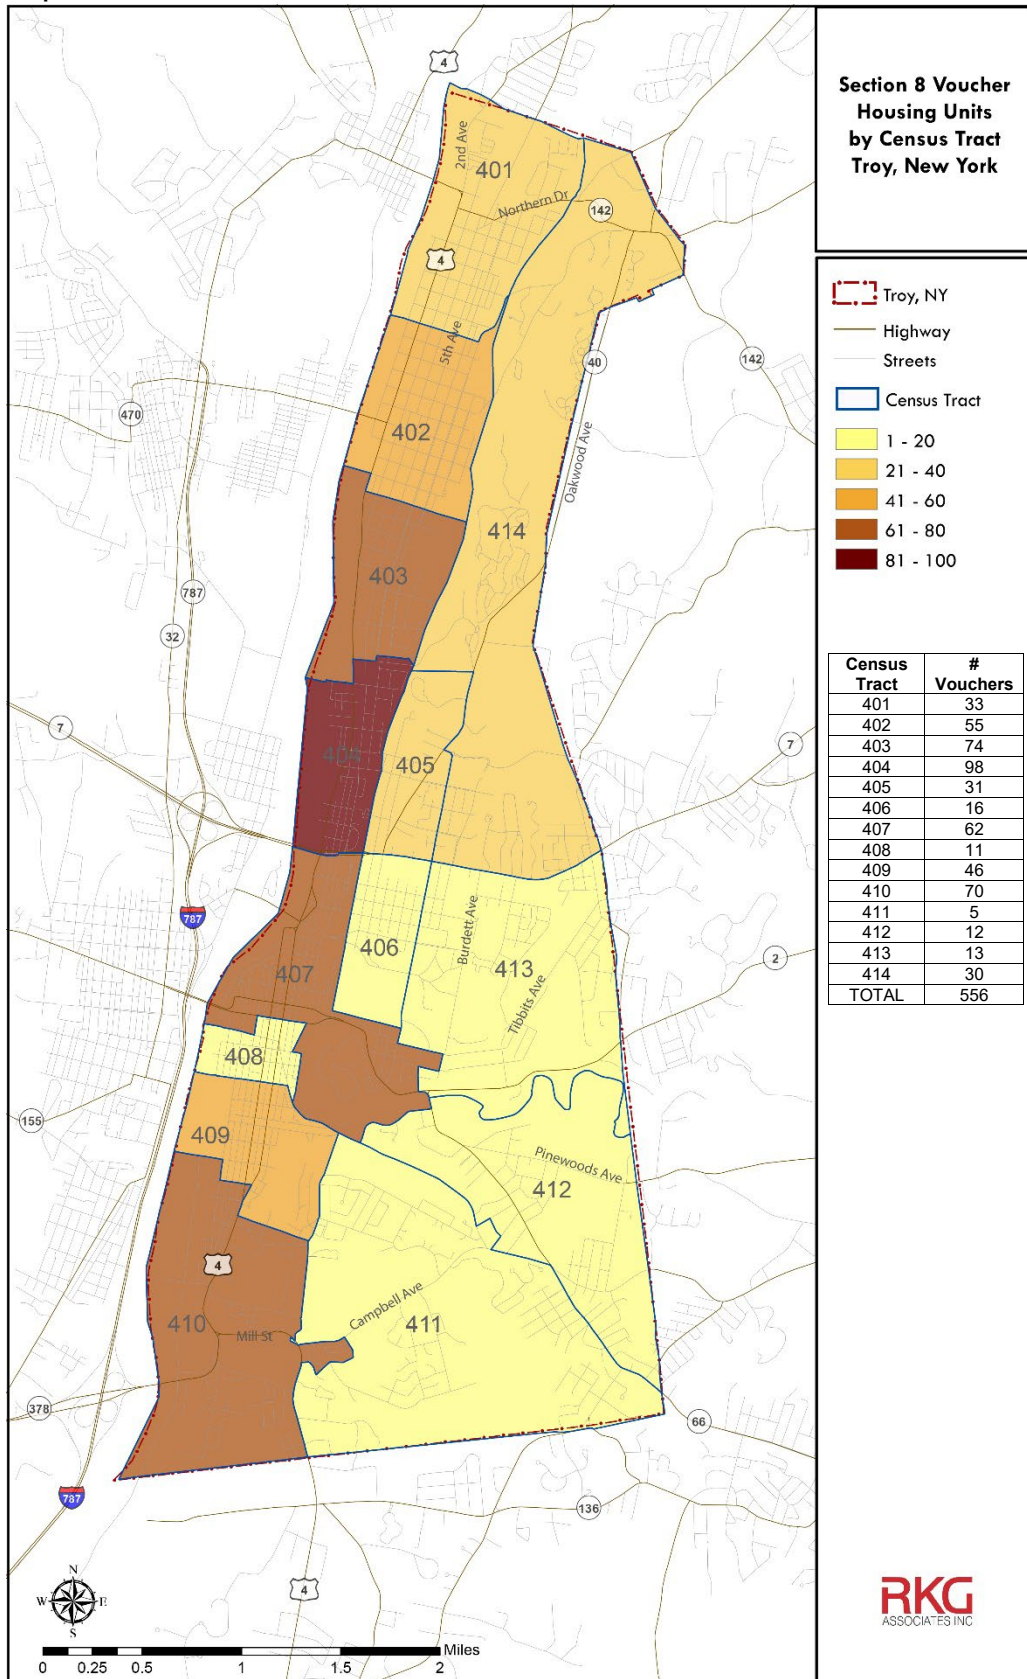 Section 8 Voucher
Housing Units
by Census Tract
Troy, New York
Troy, NY
Highway
Streets
Census Tract
1 - 20
21 - 40
41 - 60
61 - 80
81 - 100
Census Tract # Vouchers
401 33
402 55
403 74
404 98
405 31
406 16
407 62
408 11
409 46
410 70
411 5
412 12
413 13
414 30
TOTAL 556
4
2nd Ave
401
Northern Dr
142
4
5th Ave
40
142
470
402
Oakwood Ave
414
403
787
32
7
404
405
7
787
406
Burdett Ave
413
2
407
Tibbits Ave
408
155
409
Pinewoods Ave
412
4
Campbell Ave
410
411
Mill St
378
66
787
136
4
N
W E
S
Miles
0 0.25 0.5 1 1.5 2
RKG
ASSOCIATES INC